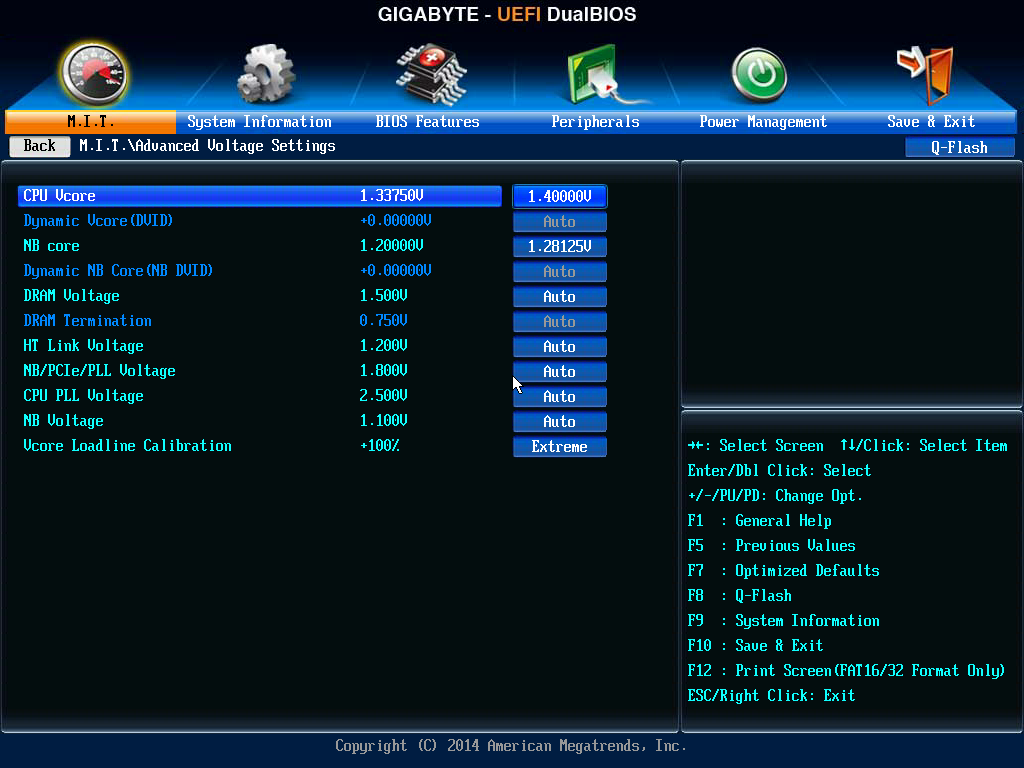 GIGABYTE - UEFI DualBIOS
M.I.T. System Information BIOS Features Peripherals Power Management Save & Exit
Back M.I.T.\Advanced Voltage Settings Q-Flash
CPU Vcore 1.33750V 1.40000V
Dynamic Vcore(DVID) +0.00000V Auto
NB core 1.20000V 1.28125V
Dynamic NB Core(NB DVID) +0.00000V Auto
DRAM Voltage 1.500V Auto
DRAM Termination 0.750V Auto
HT Link Voltage 1.200V Auto
NB/PCIe/PLL Voltage 1.800V Auto
CPU PLL Voltage 2.500V Auto
NB Voltage 1.100V Auto
Vcore Loadline Calibration +100% Extreme
→←: Select Screen ↑↓/Click: Select Item
Enter/Dbl Click: Select
+/-/PU/PD: Change Opt.
F1 : General Help
F5 : Previous Values
F7 : Optimized Defaults
F8 : Q-Flash
F9 : System Information
F10 : Save & Exit
F12 : Print Screen(FAT16/32 Format Only)
ESC/Right Click: Exit
Copyright (C) 2014 American Megatrends, Inc.